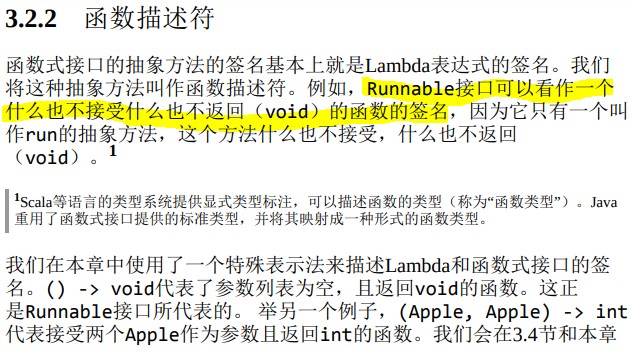 3.2.2 函数描述符
函数式接口的抽象方法的签名基本上就是Lambda表达式的签名。我们
将这种抽象方法叫作函数描述符。例如，Runnable接口可以看作一个
什么也不接受什么也不返回（void）的函数的签名，因为它只有一个叫
作run的抽象方法，这个方法什么也不接受，什么也不返回
（void）。1
1Scala等语言的类型系统提供显式类型标注，可以描述函数的类型（称为“函数类型”）。Java
重用了函数式接口提供的标准类型，并将其映射成一种形式的函数类型。
我们在本章中使用了一个特殊表示法来描述Lambda和函数式接口的签
名。() -> void代表了参数列表为空，且返回void的函数。这正
是Runnable接口所代表的。 举另一个例子，(Apple, Apple) -> int
代表接受两个Apple作为参数且返回int的函数。我们会在3.4节和本章